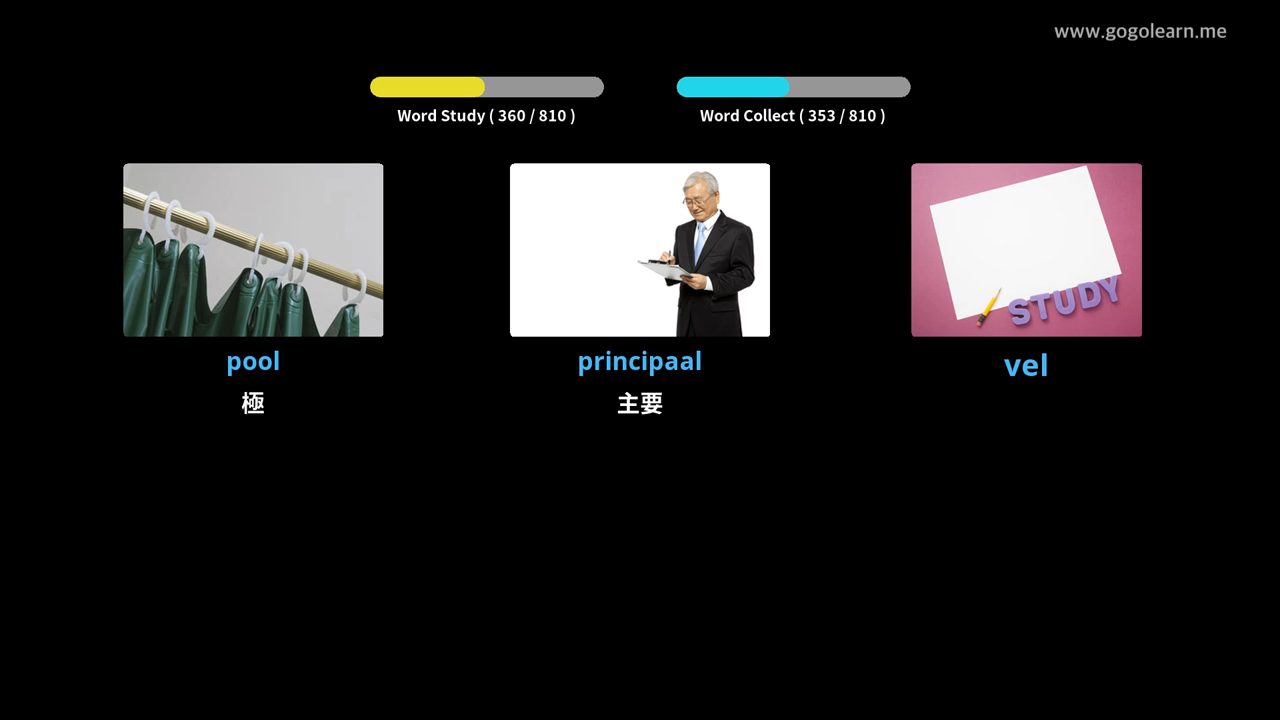 www.gogolearn.me
Word Study ( 360 / 810 )
Word Collect ( 353 / 810 )
STUDY
pool
principaal
vel
極
主要